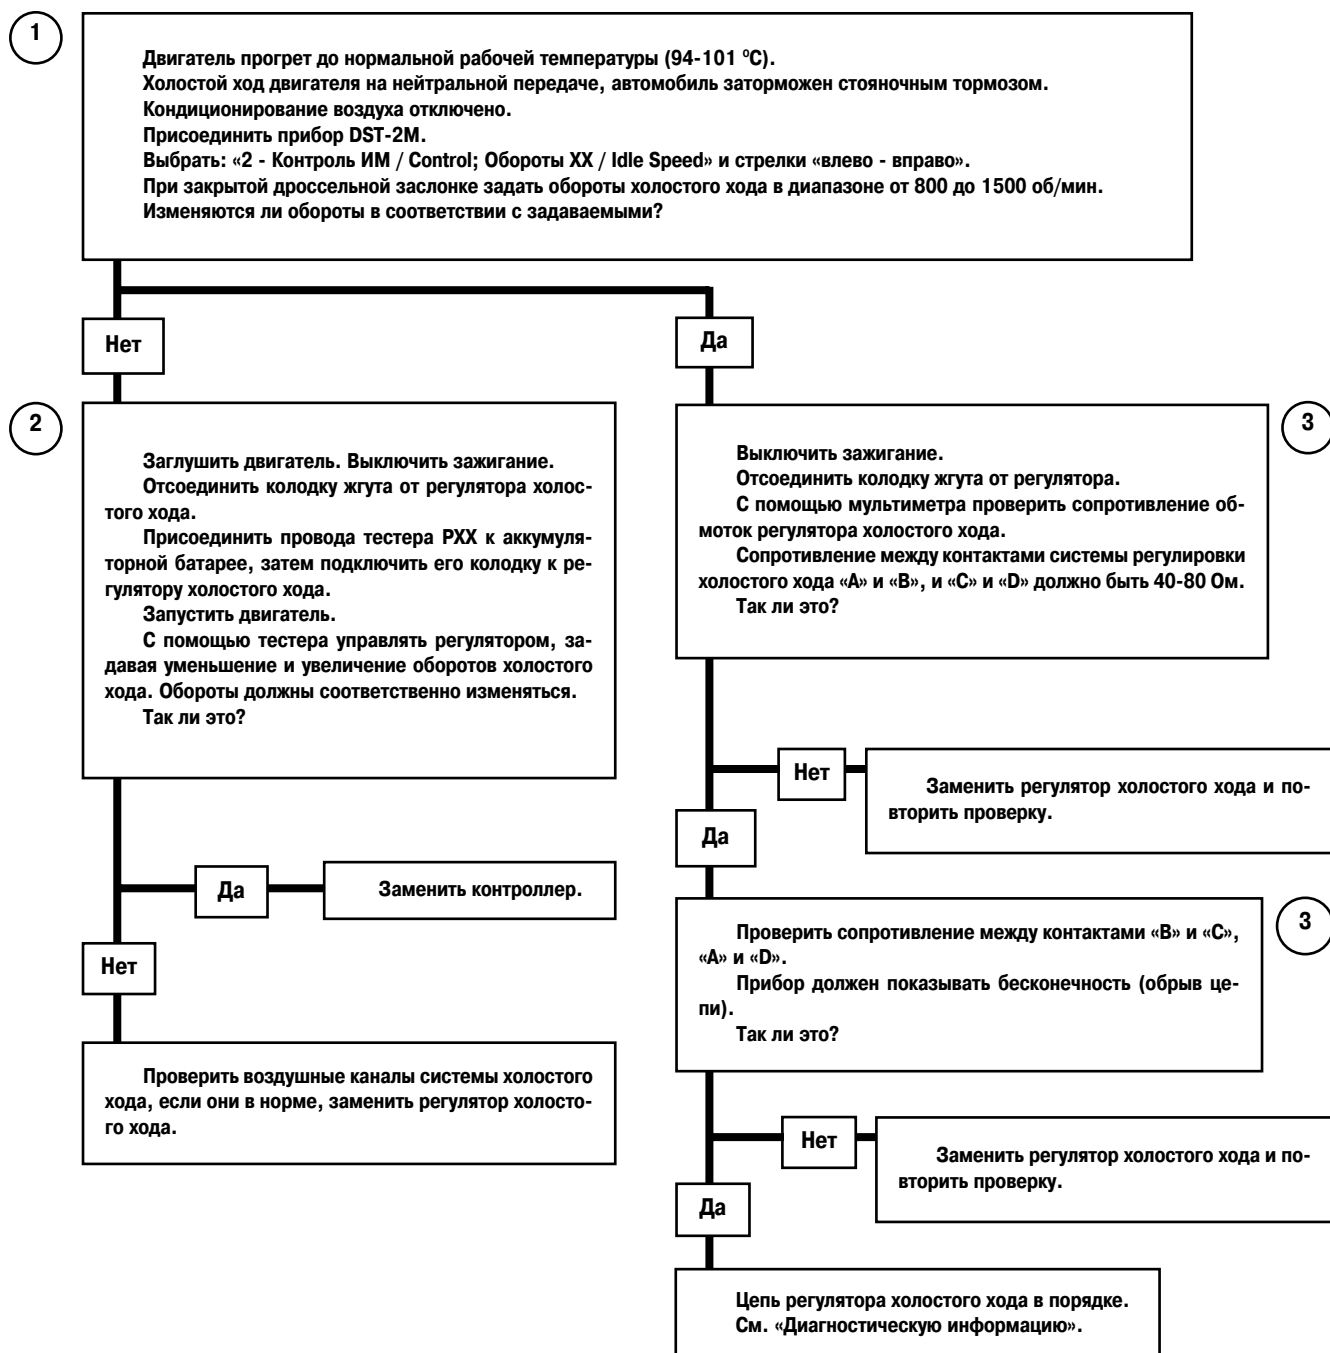 1
Двигатель прогрет до нормальной рабочей температуры (94-101 ºС).
Холостой ход двигателя на нейтральной передаче, автомобиль заторможен стояночным тормозом.
Кондиционирование воздуха отключено.
Присоединить прибор DST-2M.
Выбрать: «2 - Контроль ИМ / Control; Обороты ХХ / Idle Speed» и стрелки «влево - вправо».
При закрытой дроссельной заслонке задать обороты холостого хода в диапазоне от 800 до 1500 об/мин.
Изменяются ли обороты в соответствии с задаваемыми?
Нет
Да
2
Заглушить двигатель. Выключить зажигание.
Отсоединить колодку жгута от регулятора холос-
того хода.
Присоединить провода тестера РХХ к аккумуля-
торной батарее, затем подключить его колодку к ре-
гулятору холостого хода.
Запустить двигатель.
С помощью тестера управлять регулятором, за-
давая уменьшение и увеличение оборотов холостого
хода. Обороты должны соответственно изменяться.
Так ли это?
Да
Заменить контроллер.
Нет
Проверить воздушные каналы системы холостого
хода, если они в норме, заменить регулятор холосто-
го хода.
3
Выключить зажигание.
Отсоединить колодку жгута от регулятора.
С помощью мультиметра проверить сопротивление об-
моток регулятора холостого хода.
Сопротивление между контактами системы регулировки
холостого хода «А» и «В», и «С» и «D» должно быть 40-80 Ом.
Так ли это?
Нет
Заменить регулятор холостого хода и по-
вторить проверку.
Да
3
Проверить сопротивление между контактами «В» и «С»,
«А» и «D».
Прибор должен показывать бесконечность (обрыв це-
пи).
Так ли это?
Нет
Заменить регулятор холостого хода и по-
вторить проверку.
Да
Цепь регулятора холостого хода в порядке.
См. «Диагностическую информацию».